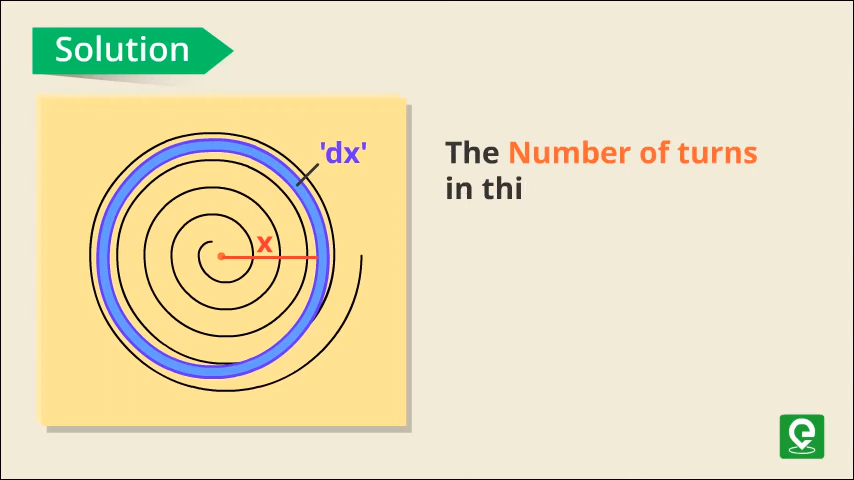 Solution
'dx'
x
The Number of turns
in thi